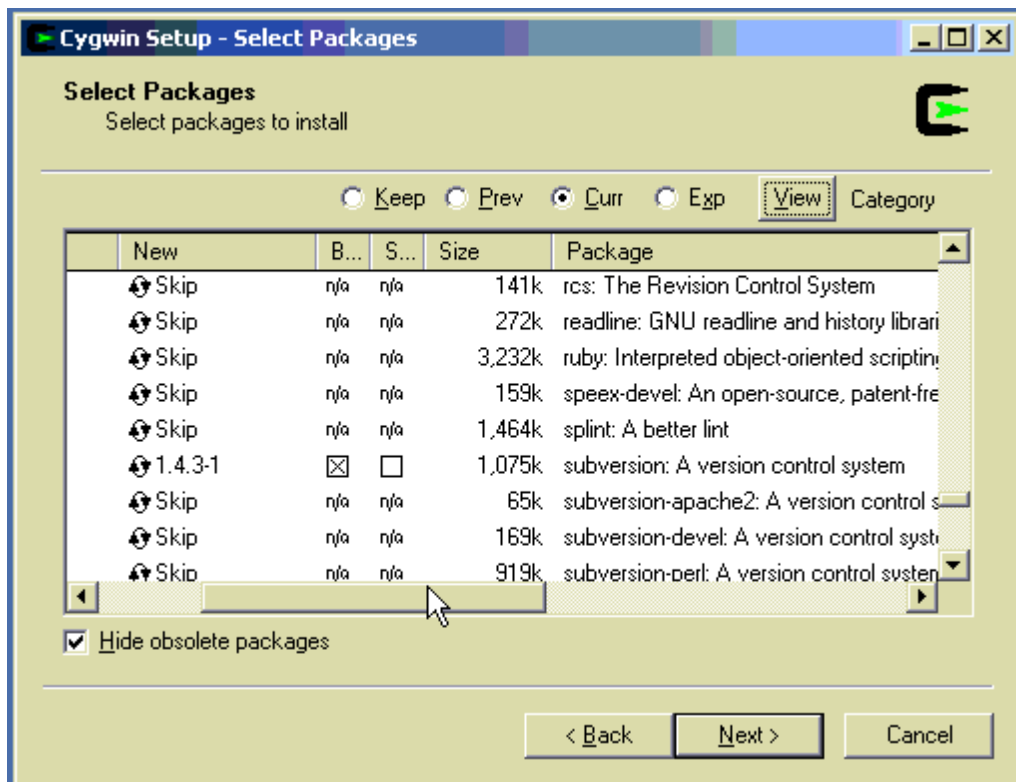 Cygwin Setup - Select Packages
Select Packages
Select packages to install
Keep Prev Curr Exp View Category
New B... S... Size Package
Skip n/a n/a 141k rcs: The Revision Control System
Skip n/a n/a 272k readline: GNU readline and history librari
Skip n/a n/a 3,232k ruby: Interpreted object-oriented scripting
Skip n/a n/a 159k speex-devel: An open-source, patent-fre
Skip n/a n/a 1,464k splint: A better lint
1.4.3-1 1,075k subversion: A version control system
Skip n/a n/a 65k subversion-apache2: A version control s
Skip n/a n/a 169k subversion-devel: A version control syst
Skip n/a n/a 919k subversion-perl: A version control system
Hide obsolete packages
< Back Next > Cancel